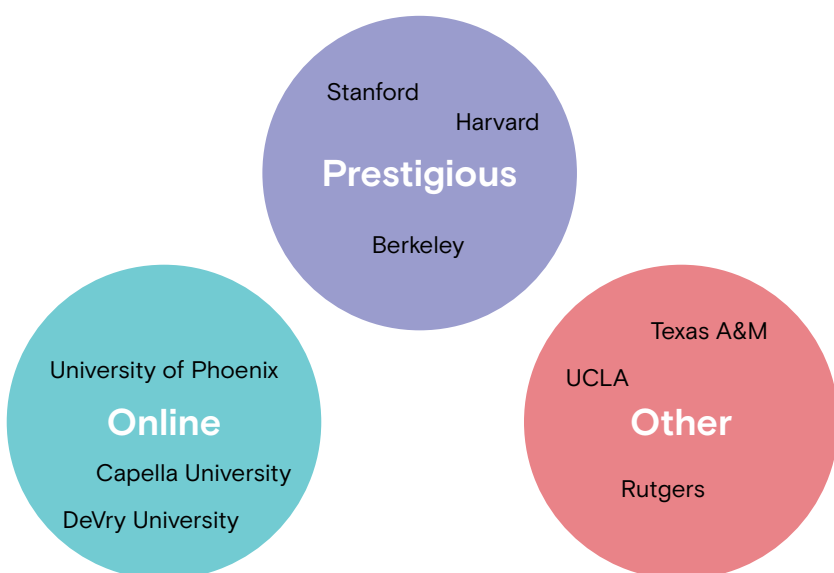 Stanford
Harvard
Prestigious
Berkeley
University of Phoenix
Online
Capella University
DeVry University
Texas A&M
UCLA
Other
Rutgers